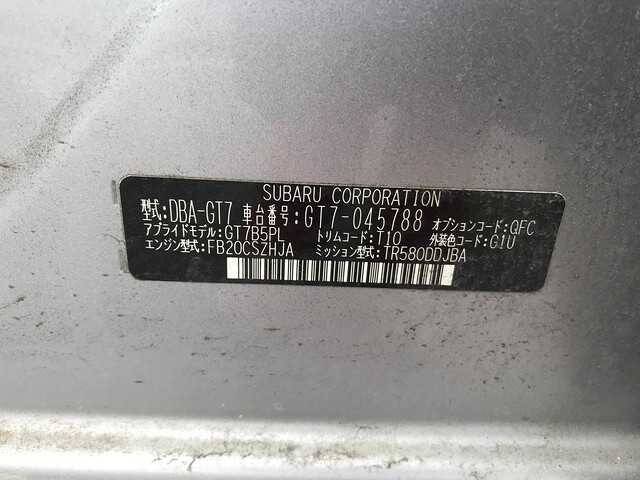 SUBARU CORPORATION
型式:DBA-GT7 車台番号:GT7-045788 オプションコード:QFC
アプライドモデル:GT7B5PL トリムコード:T10 外装色コード:G1U
エンジン型式:FB20CSZHJA ミッション型式:TR580DDJBA